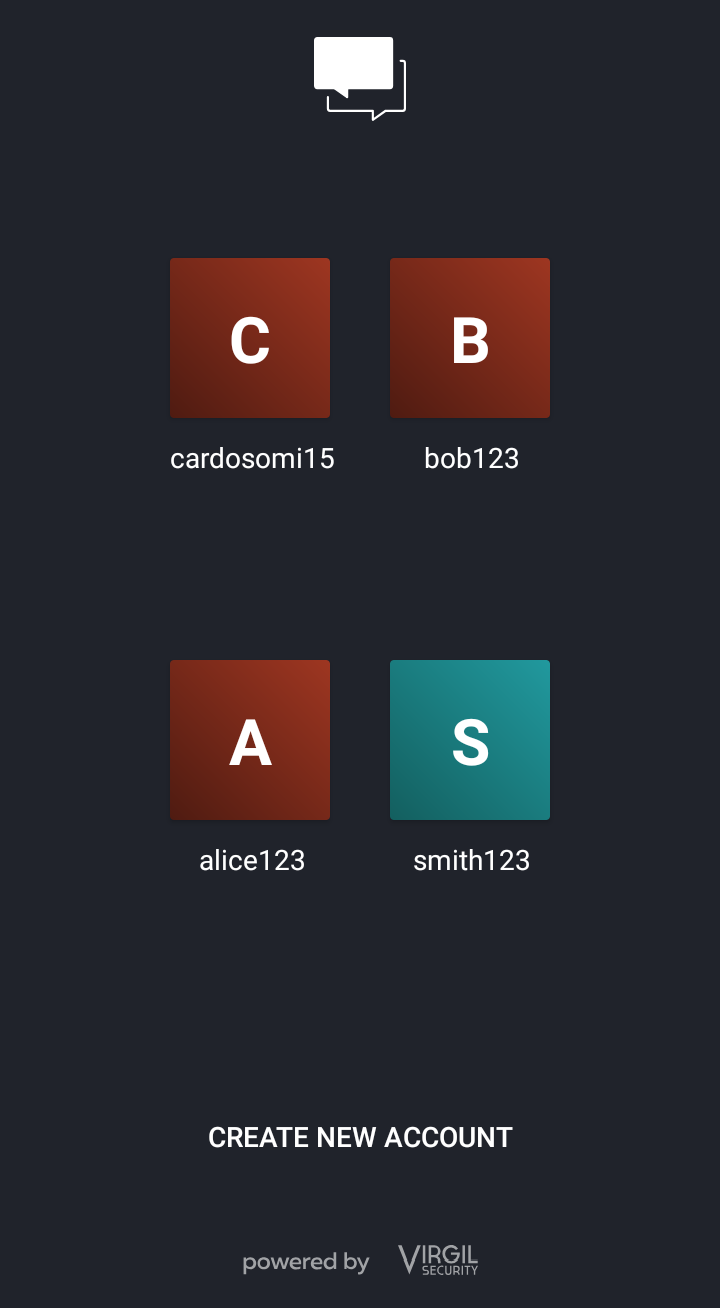 C B
cardosomi15 bob123
A S
alice123 smith123
CREATE NEW ACCOUNT
powered by VIRGIL SECURITY